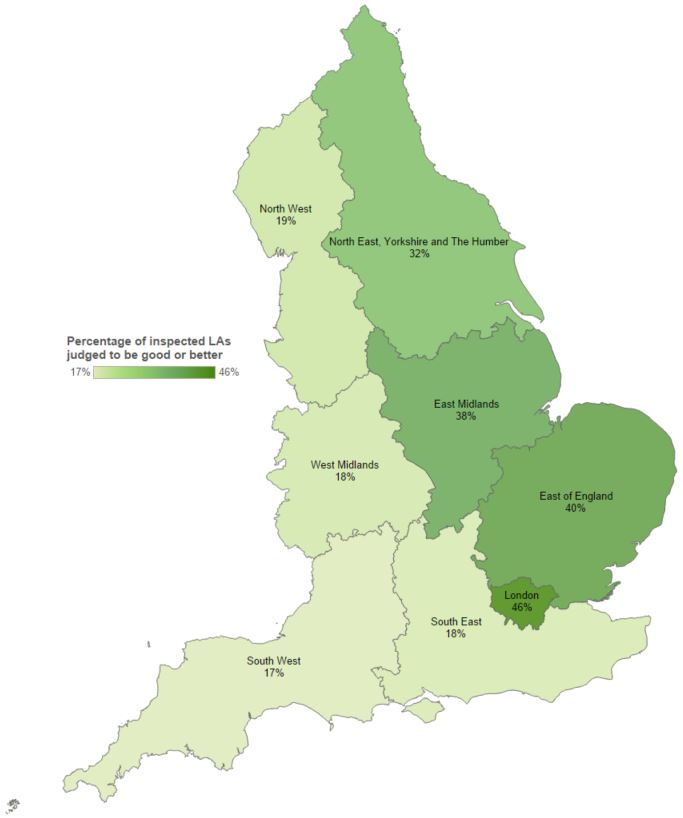 North West
19%
North East, Yorkshire and The Humber
32%
Percentage of inspected LAs
judged to be good or better
17% 46%
East Midlands
38%
West Midlands
18%
East of England
40%
London
46%
South East
18%
South West
17%